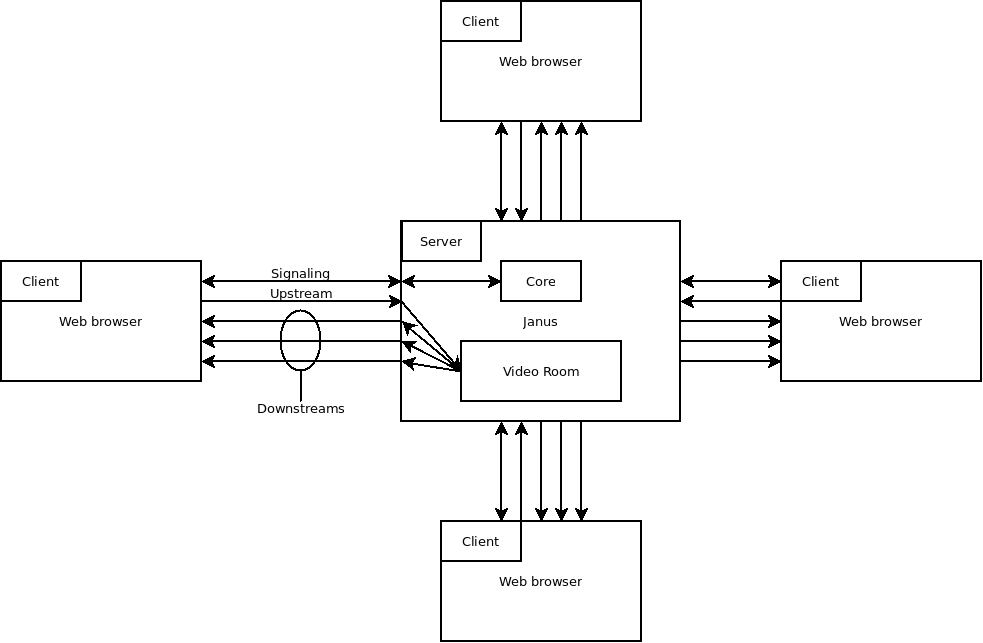 Client
Web browser
Server
Client
Signaling
Core
Client
Upstream
Web browser
Janus
Web browser
Video Room
Downstreams
Client
Web browser